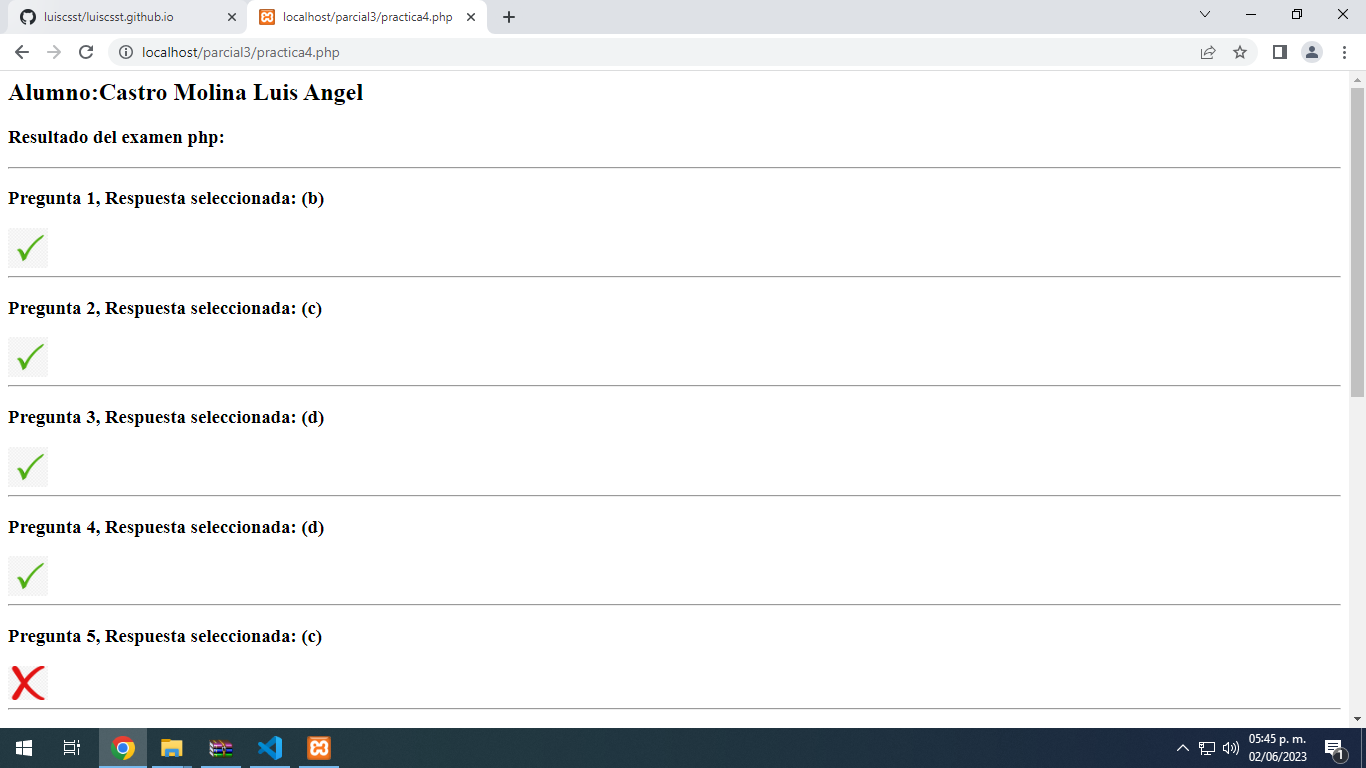 luiscsst/luiscsst.github.io
localhost/parcial3/practica4.php
localhost/parcial3/practica4.php
Alumno:Castro Molina Luis Angel
Resultado del examen php:
Pregunta 1, Respuesta seleccionada: (b)
Pregunta 2, Respuesta seleccionada: (c)
Pregunta 3, Respuesta seleccionada: (d)
Pregunta 4, Respuesta seleccionada: (d)
Pregunta 5, Respuesta seleccionada: (c)
05:45 p. m.
02/06/2023
1